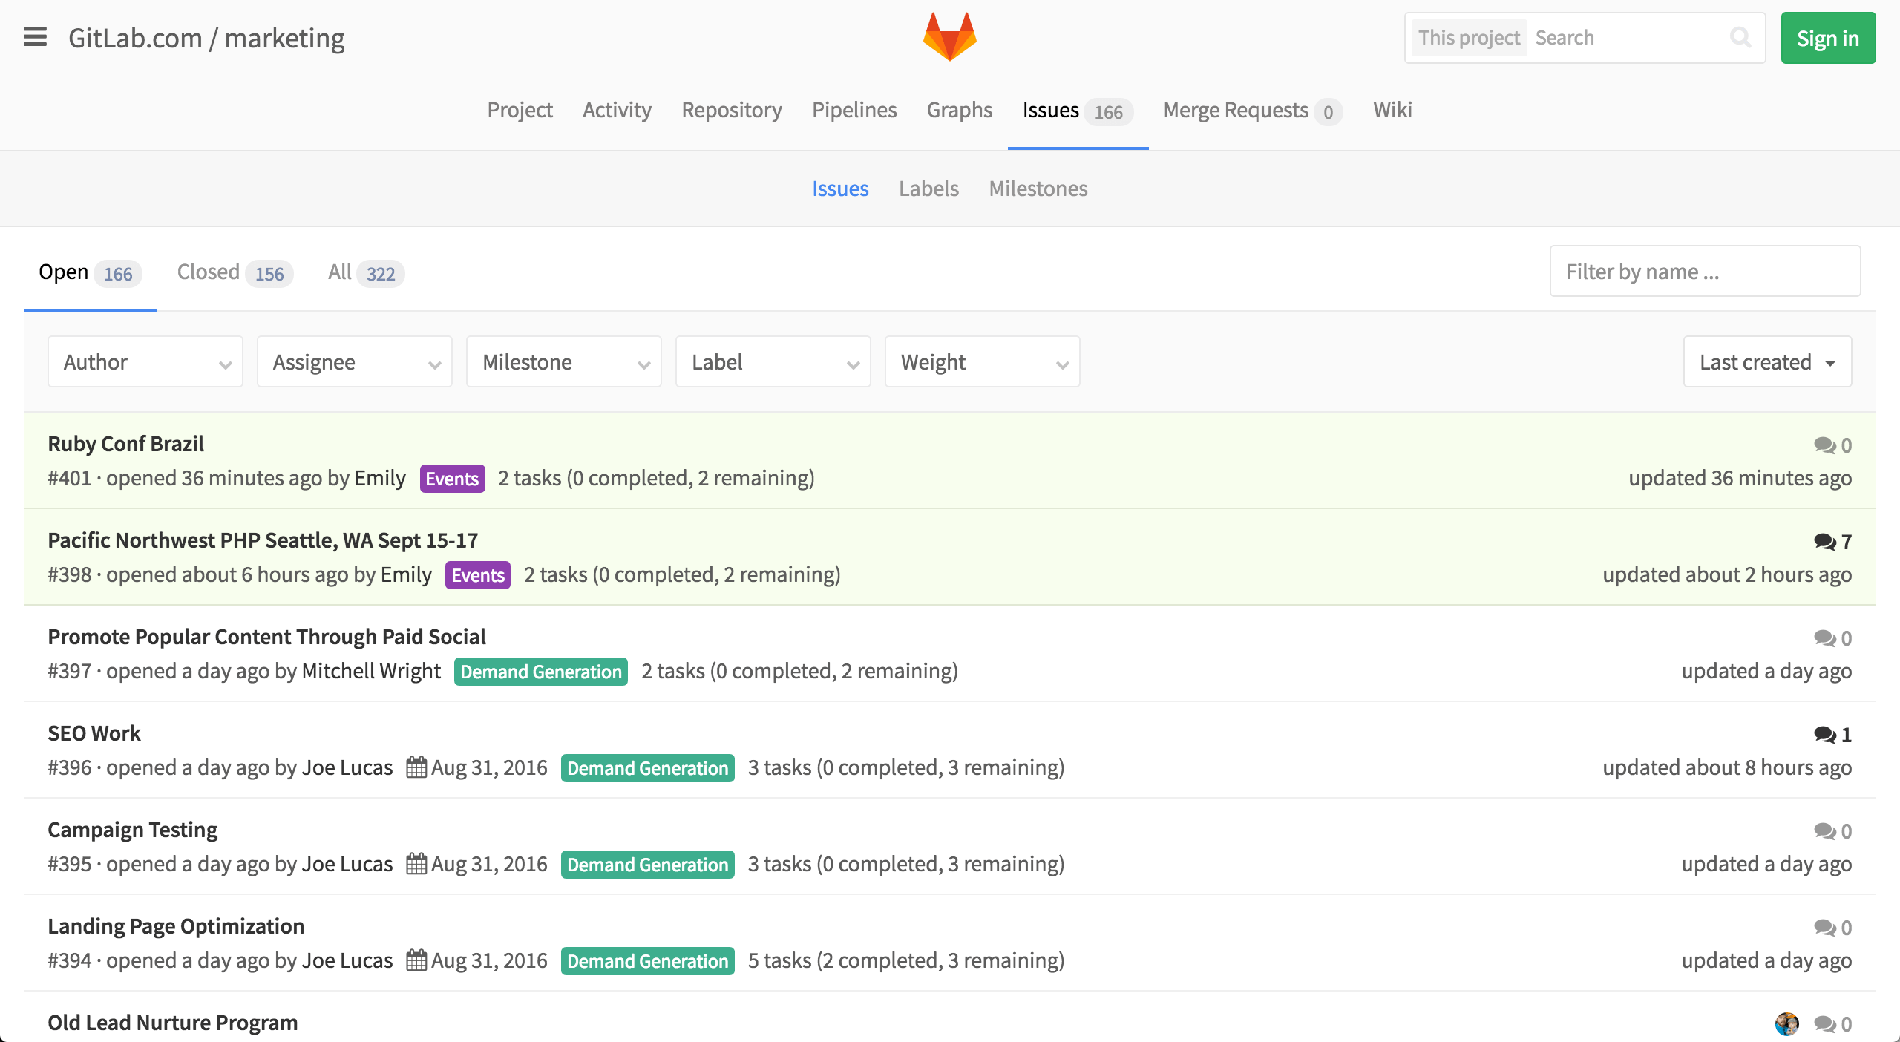 GitLab.com / marketing
This project Search
Sign in
Project Activity Repository Pipelines Graphs Issues 166 Merge Requests 0 Wiki
Issues Labels Milestones
Open 166 Closed 156 All 322
Filter by name ...
Author Assignee Milestone Label Weight Last created
Ruby Conf Brazil 0
#401 · opened 36 minutes ago by Emily Events 2 tasks (0 completed, 2 remaining) updated 36 minutes ago
Pacific Northwest PHP Seattle, WA Sept 15-17 7
#398 · opened about 6 hours ago by Emily Events 2 tasks (0 completed, 2 remaining) updated about 2 hours ago
Promote Popular Content Through Paid Social 0
#397 · opened a day ago by Mitchell Wright Demand Generation 2 tasks (0 completed, 2 remaining) updated a day ago
SEO Work 1
#396 · opened a day ago by Joe Lucas Aug 31, 2016 Demand Generation 3 tasks (0 completed, 3 remaining) updated about 8 hours ago
Campaign Testing 0
#395 · opened a day ago by Joe Lucas Aug 31, 2016 Demand Generation 3 tasks (0 completed, 3 remaining) updated a day ago
Landing Page Optimization 0
#394 · opened a day ago by Joe Lucas Aug 31, 2016 Demand Generation 5 tasks (2 completed, 3 remaining) updated a day ago
Old Lead Nurture Program 0